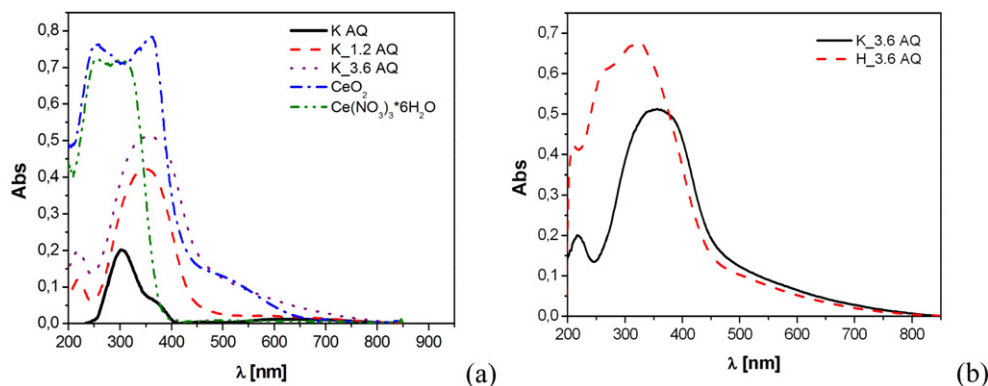 0,8
0,7
0,6
0,5
0,4
0,3
0,2
0,1
0,0
Abs
200 300 400 500 600 700 800 900
λ [nm]
K AQ
K_1.2 AQ
K_3.6 AQ
CeO₂
Ce(NO₃)₃*6H₂O
(a)
0,7
0,6
0,5
0,4
0,3
0,2
0,1
0,0
Abs
200 300 400 500 600 700 800
λ [nm]
K_3.6 AQ
H_3.6 AQ
(b)